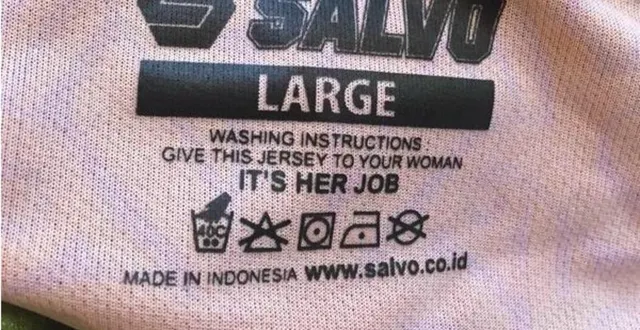 SALVO
LARGE
WASHING INSTRUCTIONS
GIVE THIS JERSEY TO YOUR WOMAN
IT'S HER JOB
40C
MADE IN INDONESIA www.salvo.co.id